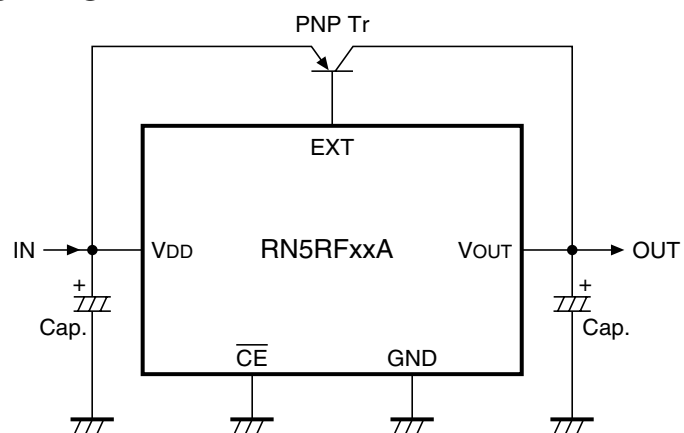 PNP Tr
EXT
IN
VDD
RN5RFxxA
VOUT
OUT
+
Cap.
+
Cap.
CE
GND